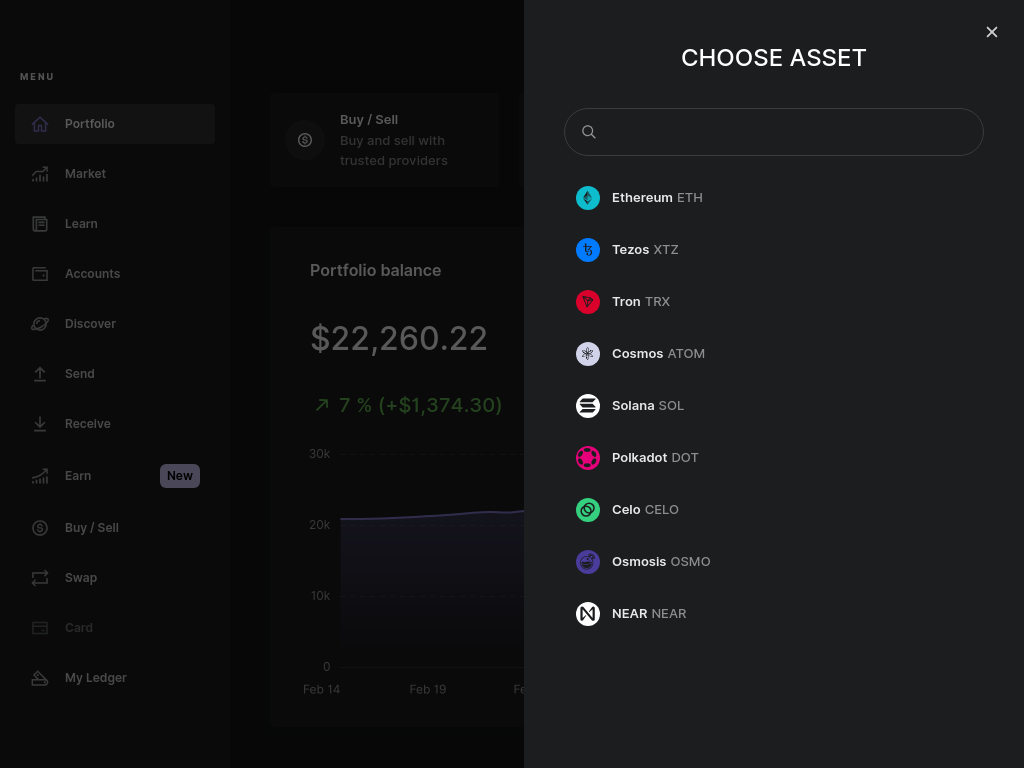 MENU
Portfolio
Market
Learn
Accounts
Discover
Send
Receive
Earn
New
Buy / Sell
Swap
Card
My Ledger
Buy / Sell
Buy and sell with
trusted providers
Portfolio balance
$22,260.22
7 % (+$1,374.30)
30k
20k
10k
0
Feb 14
Feb 19
CHOOSE ASSET
Ethereum ETH
Tezos XTZ
Tron TRX
Cosmos ATOM
Solana SOL
Polkadot DOT
Celo CELO
Osmosis OSMO
NEAR NEAR